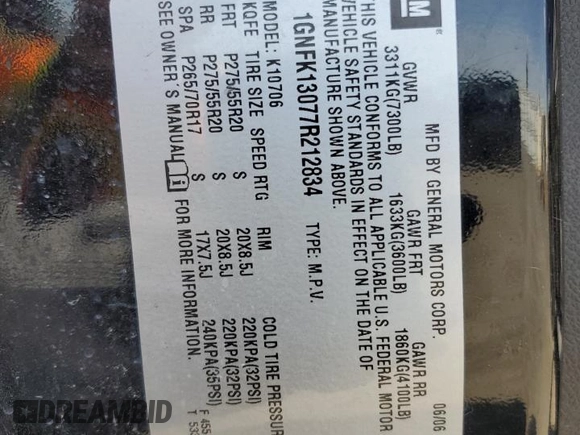 GM ®
MFD BY GENERAL MOTORS CORP. 06/06
GVWR GAWR FRT GAWR RR
3311KG(7300LB) 1633KG(3600LB) 1860KG(4100LB)
THIS VEHICLE CONFORMS TO ALL APPLICABLE U.S. FEDERAL MOTOR
VEHICLE SAFETY STANDARDS IN EFFECT ON THE DATE OF
MANUFACTURE SHOWN ABOVE.
1GNFK13077R212834 TYPE: M.P.V.
MODEL: K10706
KQFE TIRE SIZE SPEED RTG RIM COLD TIRE PRESSUR
FRT P275/55R20 S 20X8.5J 220KPA(32PSI)
RR P275/55R20 S 20X8.5J 220KPA(32PSI)
SPA P265/70R17 S 17X7.5J 240KPA(35PSI)
SEE OWNER'S MANUAL FOR MORE INFORMATION.
F 455
T 533
DREAMBID